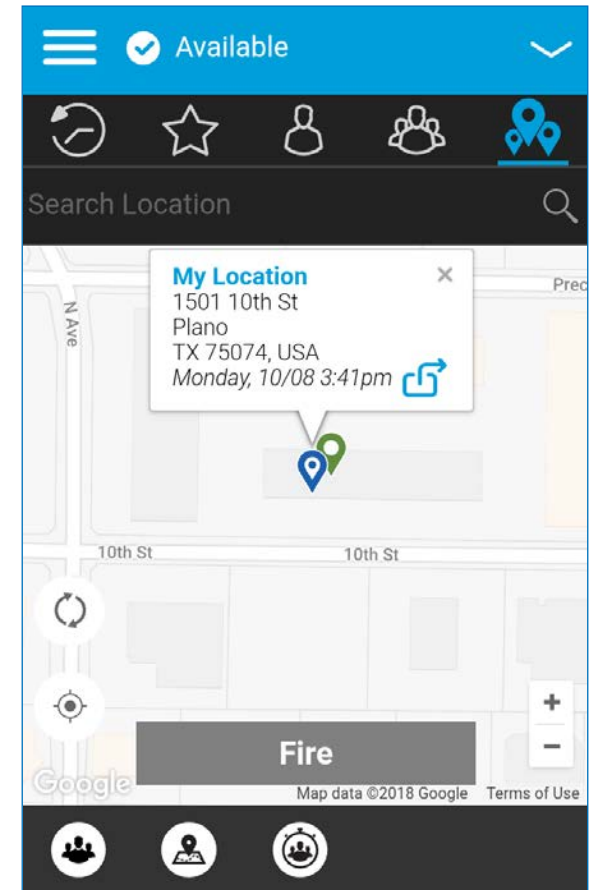 Available
Search Location
My Location
×
1501 10th St
Plano
TX 75074, USA
Monday, 10/08 3:41pm
N Ave
Prec
10th St
10th St
+
−
Fire
Google
Map data ©2018 Google
Terms of Use